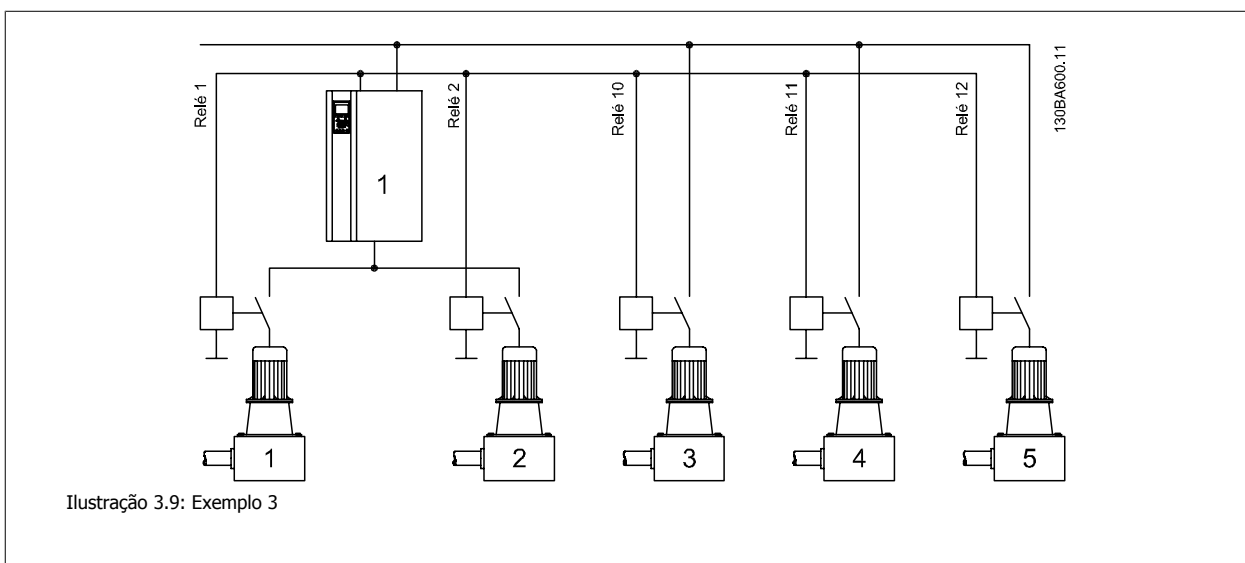 Relé 1
Relé 2
Relé 10
Relé 11
Relé 12
130BA600.11
1
1
2
3
4
5
Ilustração 3.9: Exemplo 3